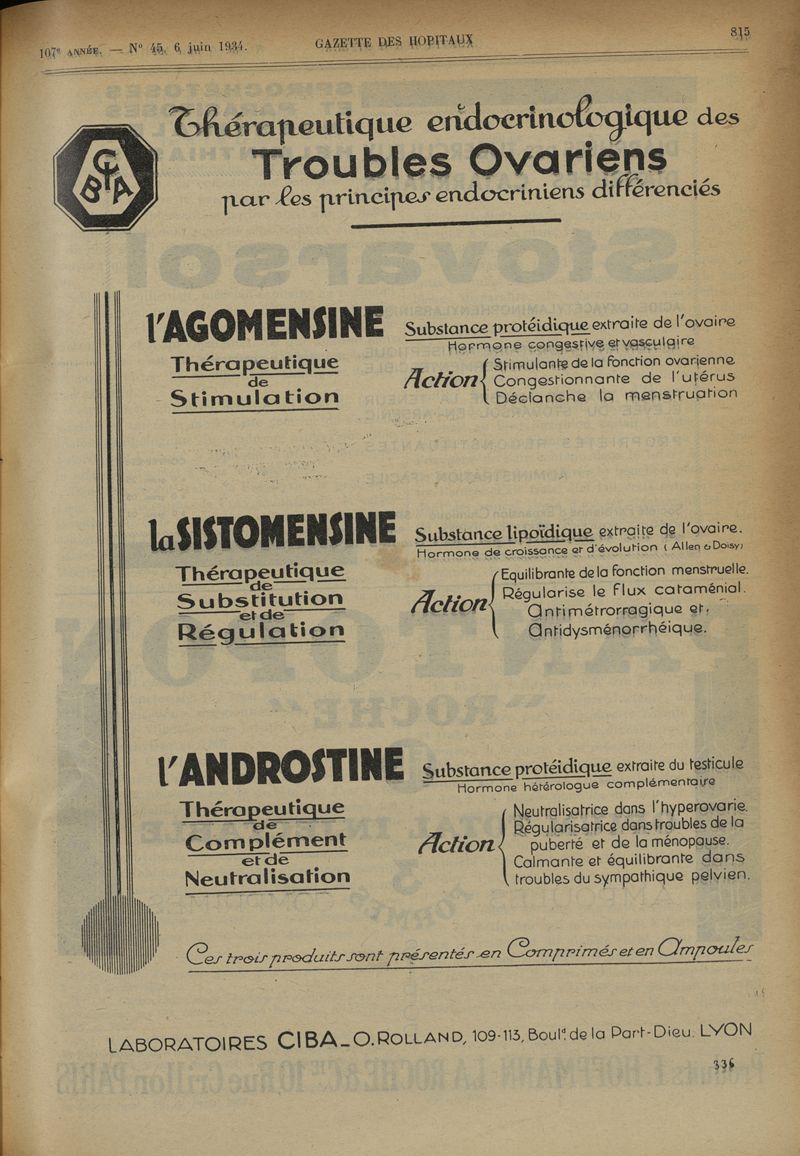 107e ANNÉE. — N° 45, 6 juin 1934.
GAZETTE DES HOPITAUX
815
CIBA
Thérapeutique endocrinologique des
Troubles Ovariens
par les principes endocriniens différenciés
l'AGOMENSINE
Thérapeutique
de
Stimulation
Substance protéidique extraite de l'ovaire
Hormone congestive et vasculaire
Action
Stimulante de la fonction ovarienne
Congestionnante de l'utérus
Déclanche la menstruation
la SISTOMENSINE
Thérapeutique
de
Substitution
et de
Régulation
Substance lipoïdique extraite de l'ovaire.
Hormone de croissance et d'évolution (Allen & Doisy)
Action
Equilibrante de la fonction menstruelle.
Régularise le flux cataménial.
Antimétrorragique et.
Antidysménorrhéique.
l'ANDROSTINE
Thérapeutique
de
Complément
et de
Neutralisation
Substance protéidique extraite du testicule
Hormone hétérologue complémentaire
Action
Neutralisatrice dans l'hyperovarie.
Régularisatrice dans troubles de la
puberté et de la ménopause.
Calmante et équilibrante dans
troubles du sympathique pelvien.
Ces trois produits sont présentés en Comprimés et en Ampoules
LABORATOIRES CIBA_O. ROLLAND, 109-113, Boul.d de la Part-Dieu. LYON
336